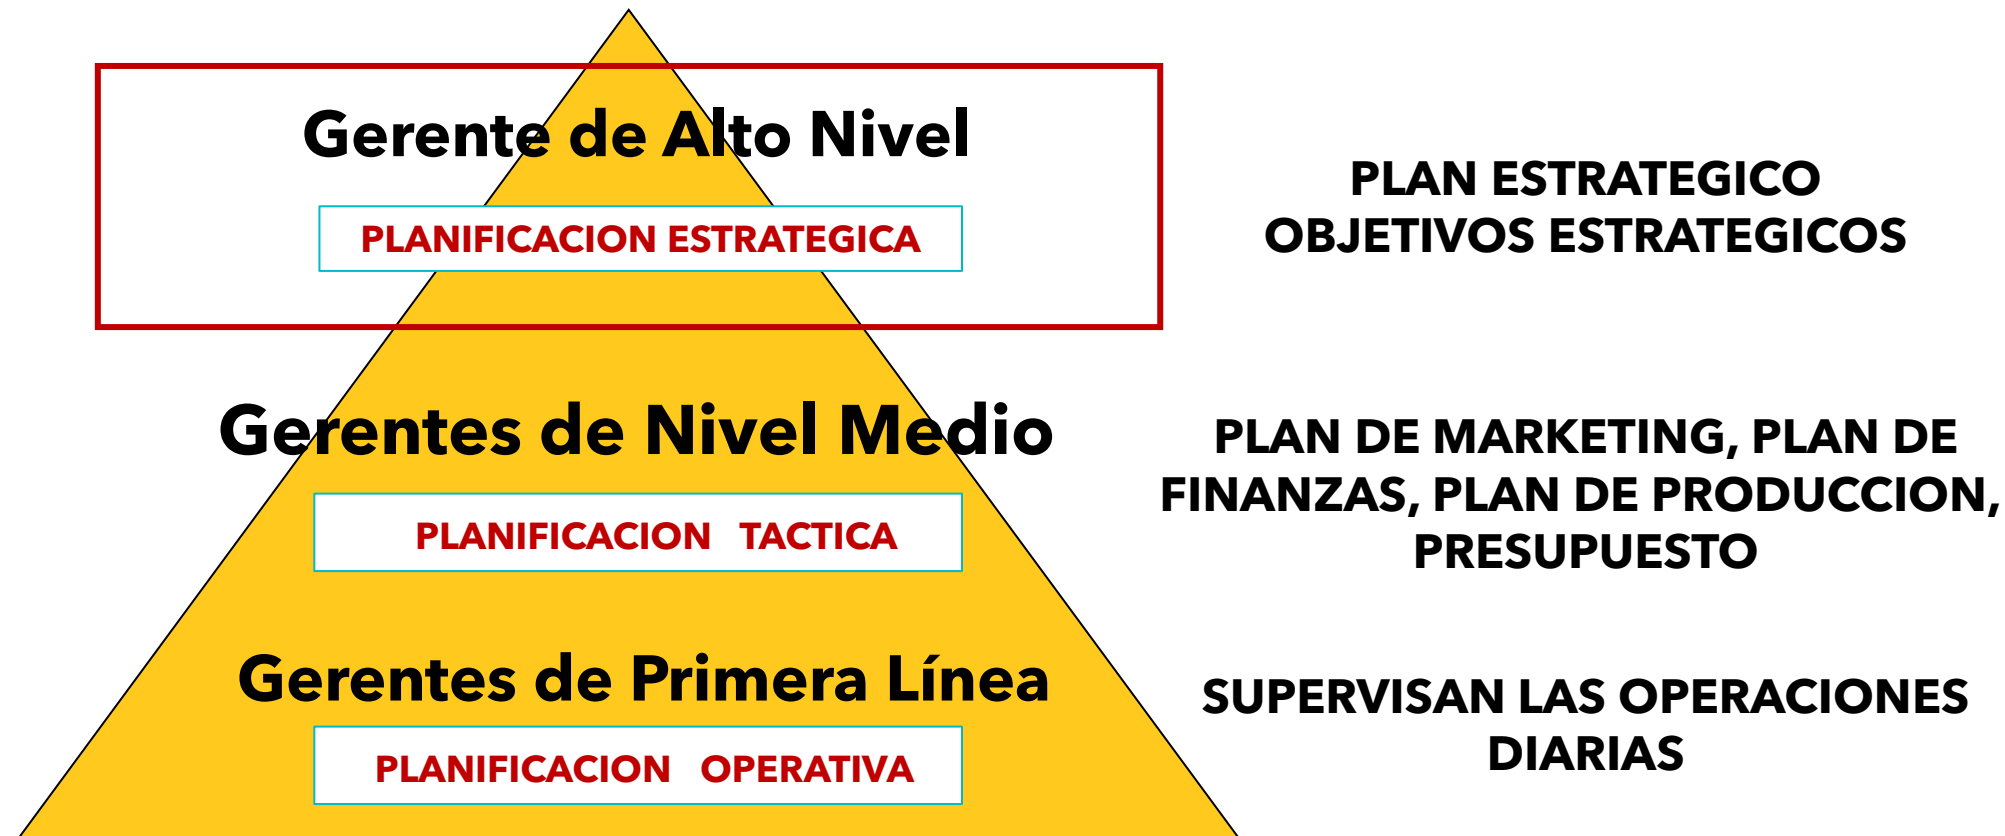 Gerente de Alto Nivel
PLANIFICACION ESTRATEGICA
PLAN ESTRATEGICO
OBJETIVOS ESTRATEGICOS
Gerentes de Nivel Medio
PLANIFICACION TACTICA
PLAN DE MARKETING, PLAN DE
FINANZAS, PLAN DE PRODUCCION,
PRESUPUESTO
Gerentes de Primera Línea
PLANIFICACION OPERATIVA
SUPERVISAN LAS OPERACIONES
DIARIAS